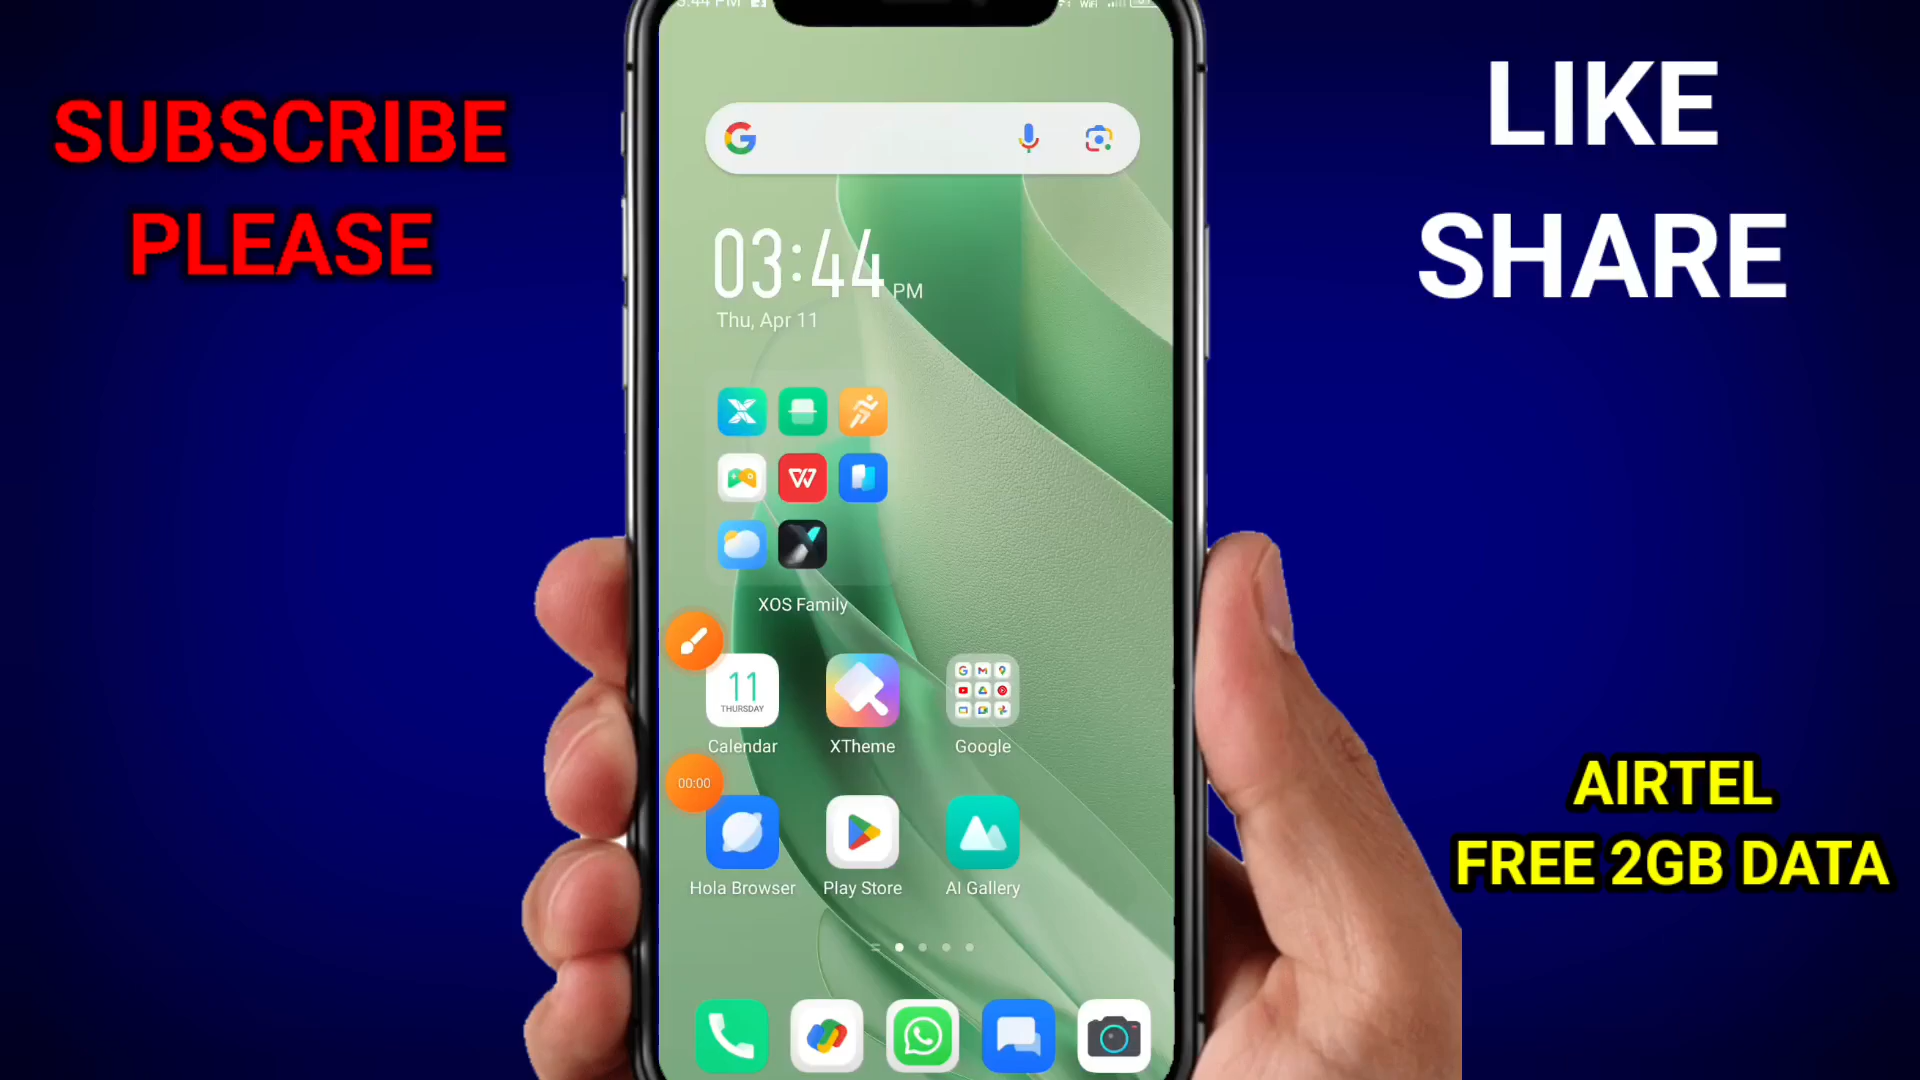 SUBSCRIBE
PLEASE
LIKE
SHARE
03:44 PM
Thu, Apr 11
XOS Family
11
THURSDAY
Calendar
XTheme
Google
00:00
Hola Browser
Play Store
AI Gallery
AIRTEL
FREE 2GB DATA